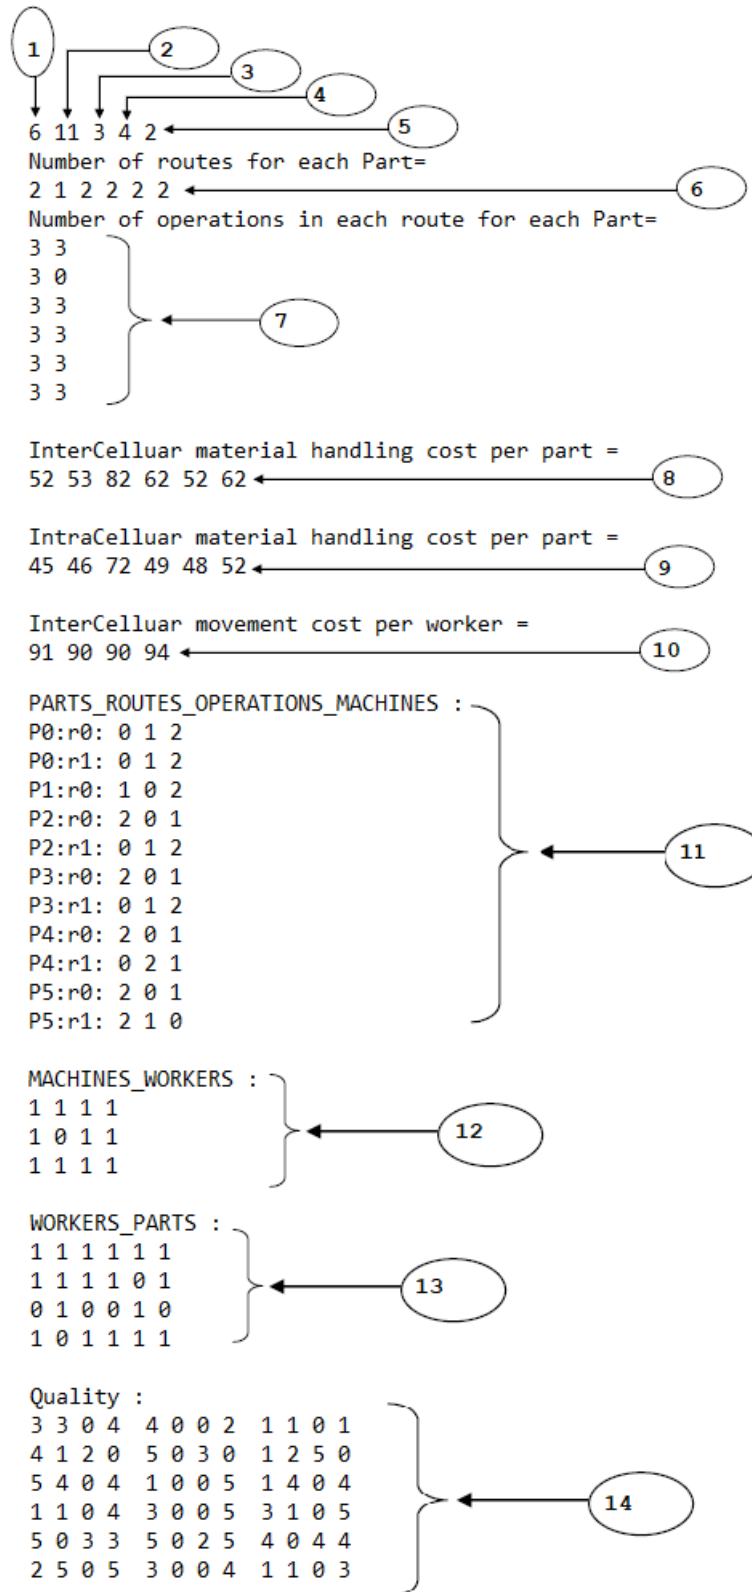 1
2
3
4
6 11 3 4 2 5
Number of routes for each Part=
2 1 2 2 2 2 6
Number of operations in each route for each Part=
3 3
3 0
3 3
7
3 3
3 3
3 3
InterCelluar material handling cost per part =
52 53 82 62 52 62 8
IntraCelluar material handling cost per part =
45 46 72 49 48 52 9
InterCelluar movement cost per worker =
91 90 90 94 10
PARTS_ROUTES_OPERATIONS_MACHINES :
P0:r0: 0 1 2
P0:r1: 0 1 2
P1:r0: 1 0 2
P2:r0: 2 0 1
P2:r1: 0 1 2 11
P3:r0: 2 0 1
P3:r1: 0 1 2
P4:r0: 2 0 1
P4:r1: 0 2 1
P5:r0: 2 0 1
P5:r1: 2 1 0
MACHINES_WORKERS :
1 1 1 1
1 0 1 1 12
1 1 1 1
WORKERS_PARTS :
1 1 1 1 1 1
1 1 1 1 0 1 13
0 1 0 0 1 0
1 0 1 1 1 1
Quality :
3 3 0 4 4 0 0 2 1 1 0 1
4 1 2 0 5 0 3 0 1 2 5 0
5 4 0 4 1 0 0 5 1 4 0 4
1 1 0 4 3 0 0 5 3 1 0 5 14
5 0 3 3 5 0 2 5 4 0 4 4
2 5 0 5 3 0 0 4 1 1 0 3